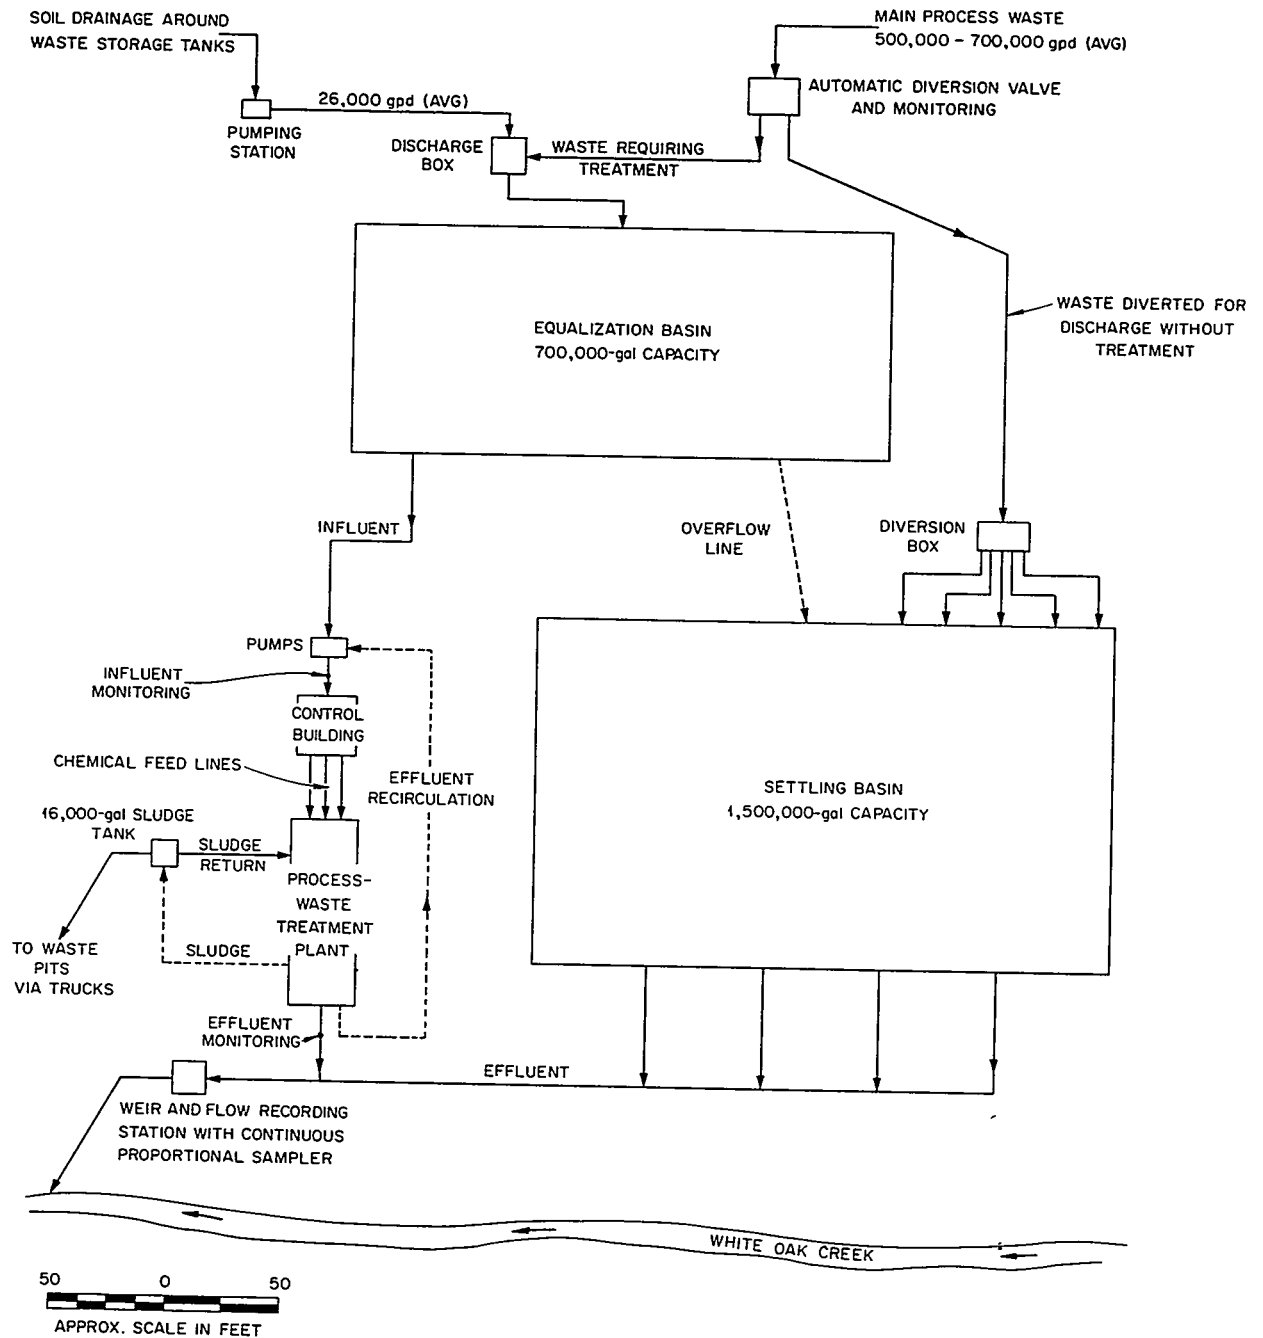 SOIL DRAINAGE AROUND
WASTE STORAGE TANKS
MAIN PROCESS WASTE
500,000 – 700,000 gpd (AVG)
26,000 gpd (AVG)
AUTOMATIC DIVERSION VALVE
AND MONITORING
PUMPING
STATION
DISCHARGE
BOX
WASTE REQUIRING
TREATMENT
WASTE DIVERTED FOR
DISCHARGE WITHOUT
TREATMENT
EQUALIZATION BASIN
700,000-gal CAPACITY
INFLUENT
OVERFLOW
LINE
DIVERSION
BOX
PUMPS
INFLUENT
MONITORING
CONTROL
BUILDING
CHEMICAL FEED LINES
EFFLUENT
RECIRCULATION
SETTLING BASIN
1,500,000-gal CAPACITY
16,000-gal SLUDGE
TANK
SLUDGE
RETURN
PROCESS-
WASTE
TREATMENT
PLANT
SLUDGE
TO WASTE
PITS
VIA TRUCKS
EFFLUENT
MONITORING
EFFLUENT
WEIR AND FLOW RECORDING
STATION WITH CONTINUOUS
PROPORTIONAL SAMPLER
WHITE OAK CREEK
50 0 50
APPROX. SCALE IN FEET